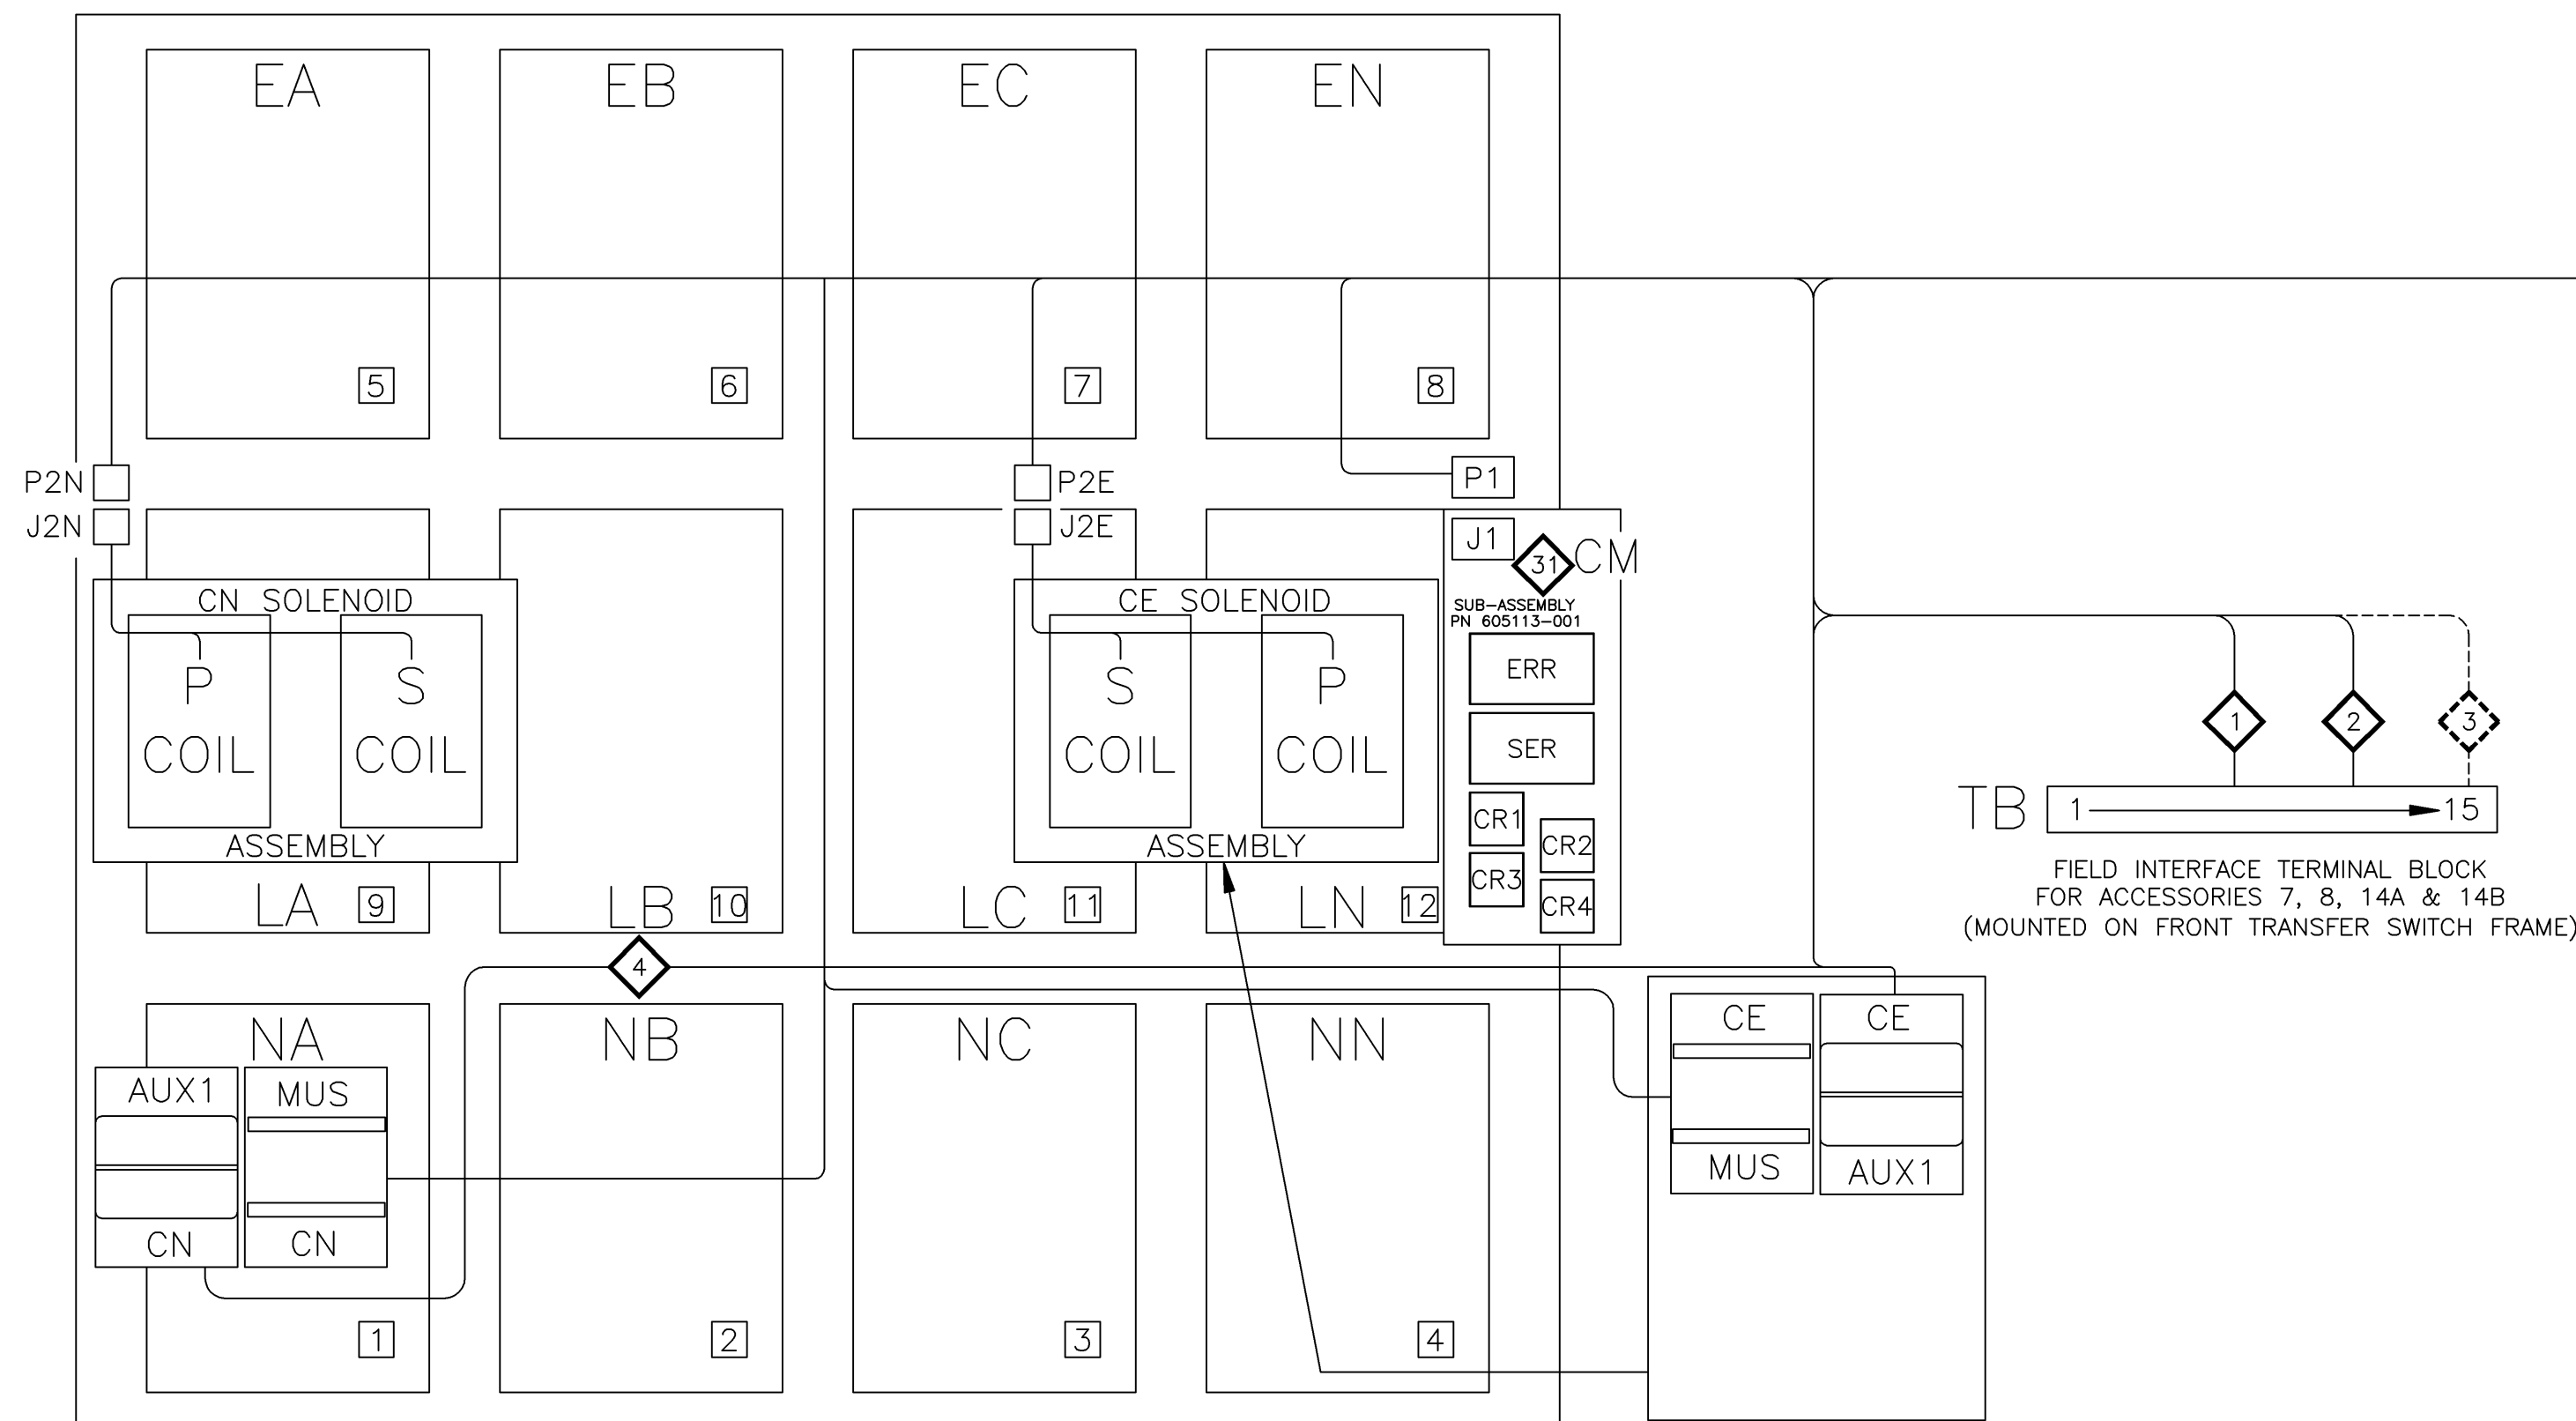 EA
EB
EC
EN
5
6
7
8
P2N
P2E
P1
J2N
J2E
J1
31
CM
CN SOLENOID
CE SOLENOID
SUB-ASSEMBLY
PN 605113-001
P
COIL
S
COIL
S
COIL
P
COIL
ERR
SER
1
2
3
ASSEMBLY
ASSEMBLY
CR1
CR2
CR3
CR4
TB
1
15
FIELD INTERFACE TERMINAL BLOCK
FOR ACCESSORIES 7, 8, 14A & 14B
(MOUNTED ON FRONT TRANSFER SWITCH FRAME)
LA
9
LB
10
LC
11
LN
12
4
NA
NB
NC
NN
CE
CE
AUX1
MUS
MUS
AUX1
CN
CN
1
2
3
4